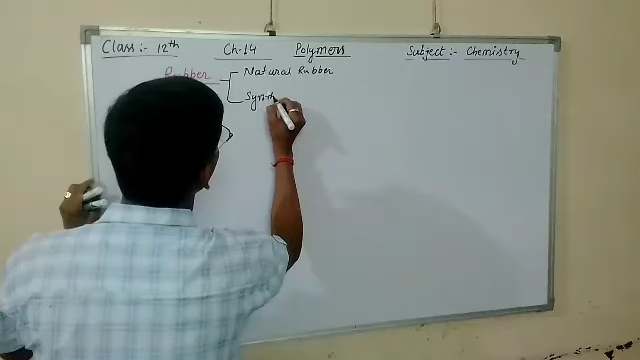 Class :- 12th Ch. 14 Polymers Subject :- Chemistry
Rubber Natural Rubber
Synth